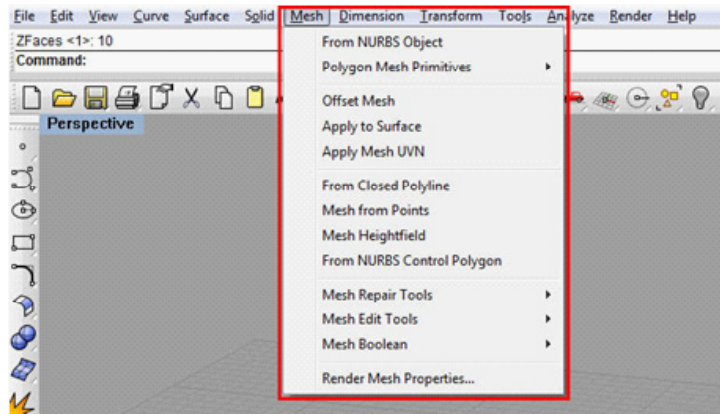 File Edit View Curve Surface Solid Mesh Dimension Transform Tools Analyze Render Help
ZFaces <1>: 10
Command:
Perspective
From NURBS Object
Polygon Mesh Primitives
Offset Mesh
Apply to Surface
Apply Mesh UVN
From Closed Polyline
Mesh from Points
Mesh Heightfield
From NURBS Control Polygon
Mesh Repair Tools
Mesh Edit Tools
Mesh Boolean
Render Mesh Properties...